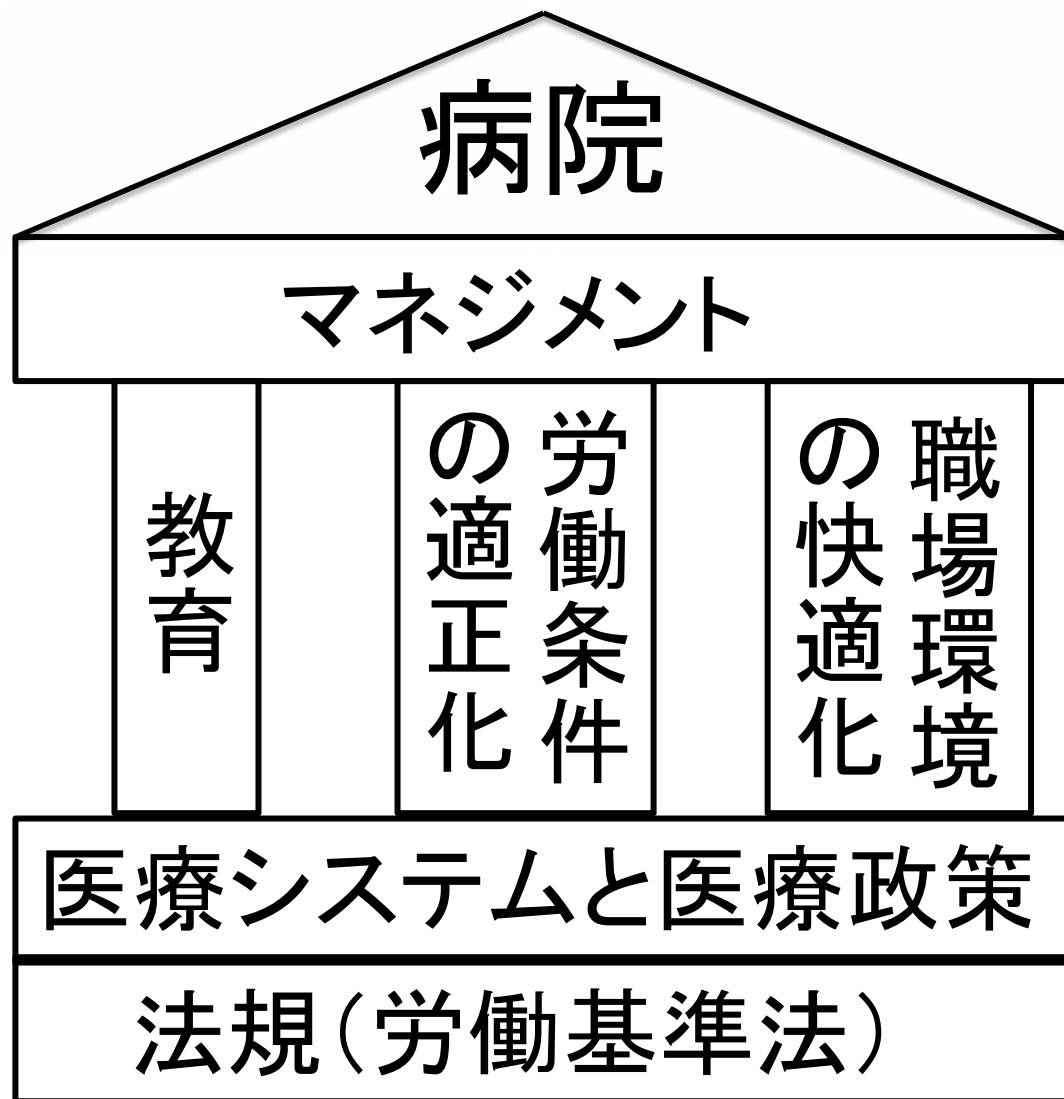 病院
マネジメント
教育
労働条件
の適正化
職場環境
の快適化
医療システムと医療政策
法規(労働基準法)